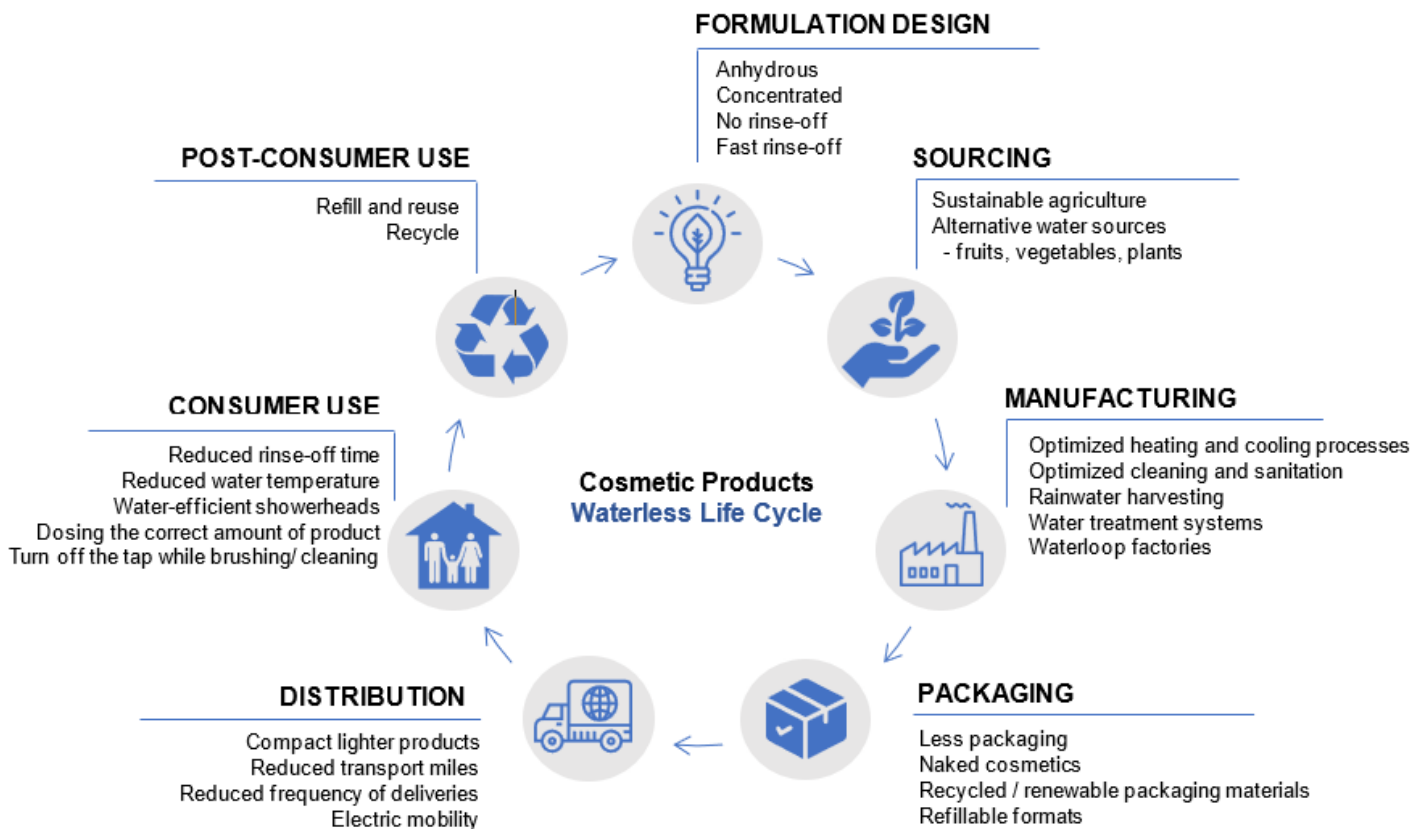 FORMULATION DESIGN
Anhydrous
Concentrated
No rinse-off
Fast rinse-off
SOURCING
Sustainable agriculture
Alternative water sources
- fruits, vegetables, plants
MANUFACTURING
Optimized heating and cooling processes
Optimized cleaning and sanitation
Rainwater harvesting
Water treatment systems
Waterloop factories
PACKAGING
Less packaging
Naked cosmetics
Recycled / renewable packaging materials
Refillable formats
DISTRIBUTION
Compact lighter products
Reduced transport miles
Reduced frequency of deliveries
Electric mobility
CONSUMER USE
Reduced rinse-off time
Reduced water temperature
Water-efficient showerheads
Dosing the correct amount of product
Turn off the tap while brushing/ cleaning
POST-CONSUMER USE
Refill and reuse
Recycle
Cosmetic Products
Waterless Life Cycle